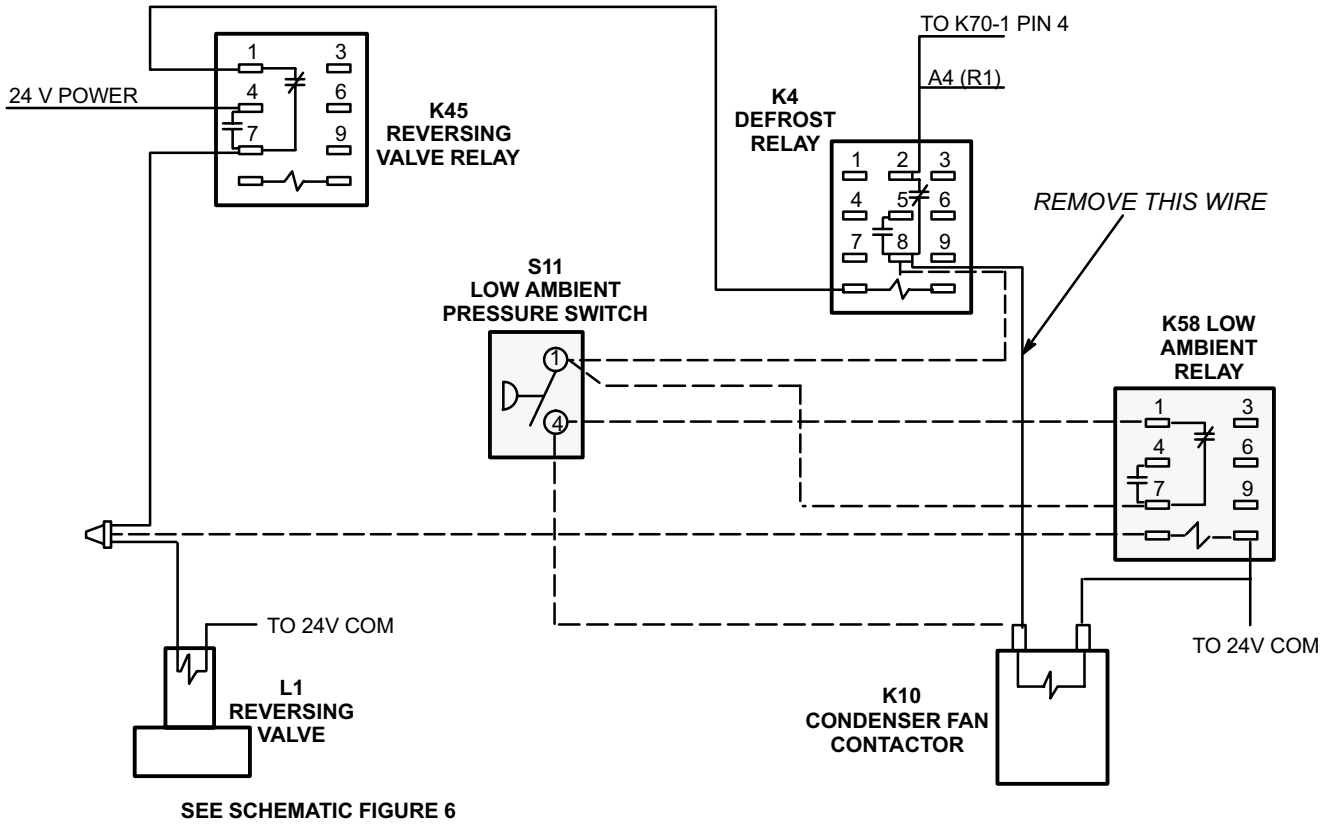 TO K70-1 PIN 4
A4 (R1)
24 V POWER
1
3
4
6
7
9
K45
REVERSING
VALVE RELAY
K4
DEFROST
RELAY
1
2
3
4
5
6
7
8
9
REMOVE THIS WIRE
S11
LOW AMBIENT
PRESSURE SWITCH
1
4
K58 LOW
AMBIENT
RELAY
1
3
4
6
7
9
TO 24V COM
TO 24V COM
L1
REVERSING
VALVE
K10
CONDENSER FAN
CONTACTOR
SEE SCHEMATIC FIGURE 6